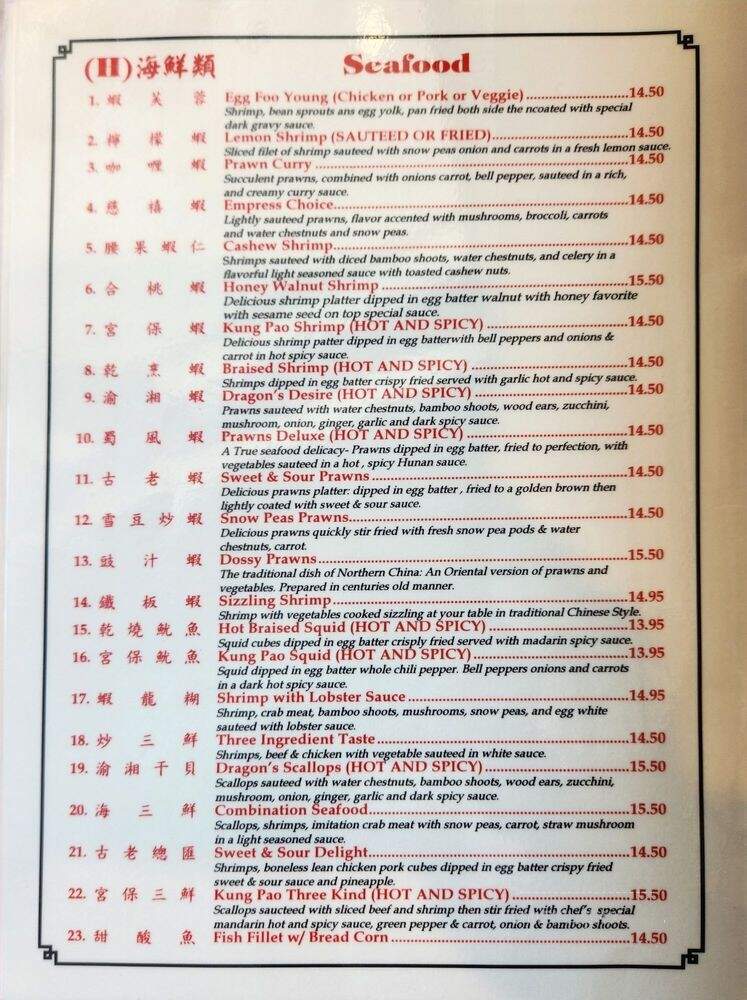 (II)海鮮類 Seafood
1. 蝦芙蓉 Egg Foo Young (Chicken or Pork or Veggie)..........14.50
Shrimp, bean sprouts ans egg yolk, pan fried both side the ncoated with special
dark gravy sauce.
2. 檸檬蝦 Lemon Shrimp (SAUTEED OR FRIED)..........14.50
Sliced filet of shrimp sauteed with snow peas onion and carrots in a fresh lemon sauce.
3. 咖哩蝦 Prawn Curry..........14.50
Succulent prawns, combined with onions carrot, bell pepper, sauteed in a rich,
and creamy curry sauce.
4. 慈禧蝦 Empress Choice..........14.50
Lightly sauteed prawns, flavor accented with mushrooms, broccoli, carrots
and water chestnuts and snow peas.
5. 腰果蝦仁 Cashew Shrimp..........14.50
Shrimps sauteed with diced bamboo shoots, water chestnuts, and celery in a
flavorful light seasoned sauce with toasted cashew nuts.
6. 合桃蝦 Honey Walnut Shrimp..........15.50
Delicious shrimp platter dipped in egg batter walnut with honey favorite
with sesame seed on top special sauce.
7. 宮保蝦 Kung Pao Shrimp (HOT AND SPICY)..........14.50
Delicious shrimp patter dipped in egg batterwith bell peppers and onions &
carrot in hot spicy sauce.
8. 乾烹蝦 Braised Shrimp (HOT AND SPICY)..........14.50
Shrimps dipped in egg batter crispy fried served with garlic hot and spicy sauce.
9. 渝湘蝦 Dragon's Desire (HOT AND SPICY)..........14.50
Prawns sauteed with water chestnuts, bamboo shoots, wood ears, zucchini,
mushroom, onion, ginger, garlic and dark spicy sauce.
10. 蜀風蝦 Prawns Deluxe (HOT AND SPICY)..........14.50
A True seafood delicacy- Prawns dipped in egg batter, fried to perfection, with
vegetables sauteed in a hot , spicy Hunan sauce.
11. 古老蝦 Sweet & Sour Prawns..........14.50
Delicious prawns platter: dipped in egg batter , fried to a golden brown then
lightly coated with sweet & sour sauce.
12. 雪豆炒蝦 Snow Peas Prawns..........14.50
Delicious prawns quickly stir fried with fresh snow pea pods & water
chestnuts, carrot.
13. 豉汁蝦 Dossy Prawns..........15.50
The traditional dish of Northern China: An Oriental version of prawns and
vegetables. Prepared in centuries old manner.
14. 鐵板蝦 Sizzling Shrimp..........14.95
Shrimp with vegetables cooked sizzling at your table in traditional Chinese Style.
15. 乾燒魷魚 Hot Braised Squid (HOT AND SPICY)..........13.95
Squid cubes dipped in egg batter crisply fried served with madarin spicy sauce.
16. 宮保魷魚 Kung Pao Squid (HOT AND SPICY)..........13.95
Squid dipped in egg batter whole chili pepper. Bell peppers onions and carrots
in a dark hot spicy sauce.
17. 蝦龍糊 Shrimp with Lobster Sauce..........14.95
Shrimp, crab meat, bamboo shoots, mushrooms, snow peas, and egg white
sauteed with lobster sauce.
18. 炒三鮮 Three Ingredient Taste..........14.50
Shrimps, beef & chicken with vegetable sauteed in white sauce.
19. 渝湘干貝 Dragon's Scallops (HOT AND SPICY)..........15.50
Scallops sauteed with water chestnuts, bamboo shoots, wood ears, zucchini,
mushroom, onion, ginger, garlic and dark spicy sauce.
20. 海三鮮 Combination Seafood..........15.50
Scallops, shrimps, imitation crab meat with snow peas, carrot, straw mushroom
in a light seasoned sauce.
21. 古老總匯 Sweet & Sour Delight..........14.50
Shrimps, boneless lean chicken pork cubes dipped in egg batter crispy fried
sweet & sour sauce and pineapple.
22. 宮保三鮮 Kung Pao Three Kind (HOT AND SPICY)..........15.50
Scallops saucteed with sliced beef and shrimp then stir fried with chef's special
mandarin hot and spicy sauce, green pepper & carrot, onion & bamboo shoots.
23. 甜酸魚 Fish Fillet w/ Bread Corn..........14.50